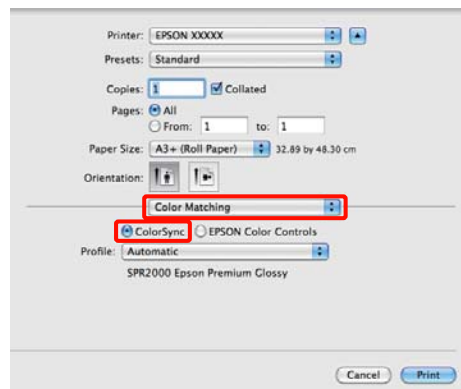 Printer: EPSON XXXXX
Presets: Standard
Copies: 1 Collated
Pages: All
From: 1 to: 1
Paper Size: A3+ (Roll Paper) 32.89 by 48.30 cm
Orientation:
Color Matching
ColorSync EPSON Color Controls
Profile: Automatic
SPR2000 Epson Premium Glossy
Cancel Print